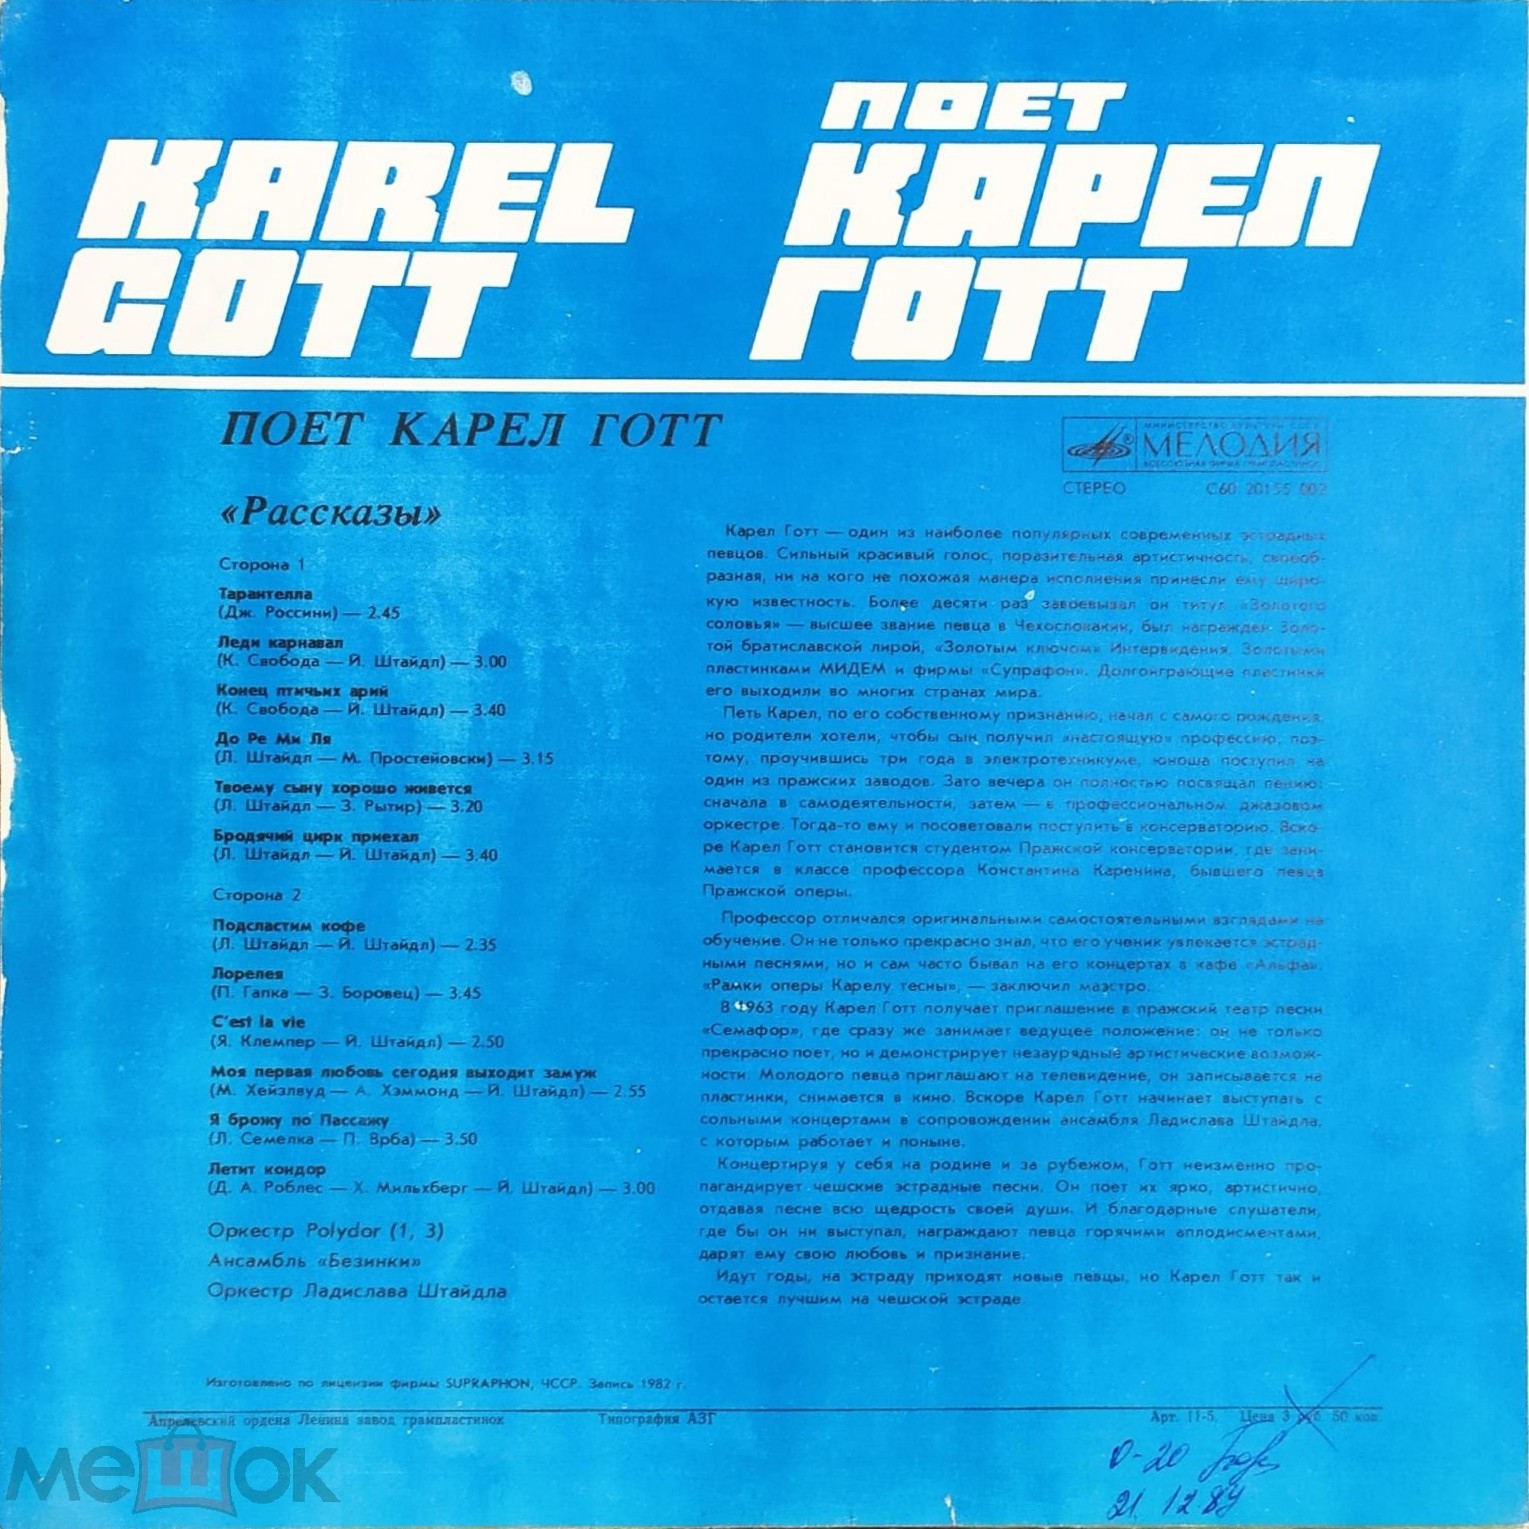 KAREL
GOTT
ПОЕТ
КАРЕЛ
ГОТТ
ПОЕТ КАРЕЛ ГОТТ
«Рассказы»
Сторона 1
Тарантелла
(Дж. Россини) — 2.45
Леди карнавал
(К. Свобода — Й. Штайдл) — 3.00
Конец птичьих арий
(К. Свобода — Й. Штайдл) — 3.40
До Ре Ми Ля
(Л. Штайдл — М. Простейовски) — 3.15
Твоему сыну хорошо живется
(Л. Штайдл — З. Рытир) — 3.20
Бродячий цирк приехал
(Л. Штайдл — Й. Штайдл) — 3.40
Сторона 2
Подсластим кофе
(Л. Штайдл — Й. Штайдл) — 2.35
Лорелея
(П. Гапка — З. Боровец) — 3.45
C'est la vie
(Я. Клемпер — Й. Штайдл) — 2.50
Моя первая любовь сегодня выходит замуж
(М. Хейзлвуд — А. Хэммонд — Й. Штайдл) — 2.55
Я брожу по Пассажу
(Л. Семелка — П. Врба) — 3.50
Летит кондор
(Д. А. Роблес — Х. Мильхберг — Й. Штайдл) — 3.00
Оркестр Polydor (1, 3)
Ансамбль «Безинки»
Оркестр Ладислава Штайдла
МИНИСТЕРСТВО КУЛЬТУРЫ СССР
МЕЛОДИЯ
ВСЕСОЮЗНАЯ ФИРМА ГРАМПЛАСТИНОК
СТЕРЕО С60 20155 002
Карел Готт — один из наиболее популярных современных эстрадных
певцов. Сильный красивый голос, поразительная артистичность, своеоб-
разная, ни на кого не похожая манера исполнения принесли ему широ-
кую известность. Более десяти раз завоевывал он титул «Золотого
соловья» — высшее звание певца в Чехословакии, был награжден Золо-
той братиславской лирой, «Золотым ключом» Интервидения, Золотыми
пластинками МИДЕМ и фирмы «Супрафон». Долгоиграющие пластинки
его выходили во многих странах мира.
Петь Карел, по его собственному признанию, начал с самого рождения,
но родители хотели, чтобы сын получил «настоящую» профессию, поэ-
тому, проучившись три года в электротехникуме, юноша поступил на
один из пражских заводов. Зато вечера он полностью посвящал пению:
сначала в самодеятельности, затем — в профессиональном джазовом
оркестре. Тогда-то ему и посоветовали поступить в консерваторию. Вско-
ре Карел Готт становится студентом Пражской консерватории, где зани-
мается в классе профессора Константина Каренина, бывшего певца
Пражской оперы.
Профессор отличался оригинальными самостоятельными взглядами на
обучение. Он не только прекрасно знал, что его ученик увлекается эстрад-
ными песнями, но и сам часто бывал на его концертах в кафе «Альфа».
«Рамки оперы Карелу тесны», — заключил маэстро.
В 1963 году Карел Готт получает приглашение в пражский театр песни
«Семафор», где сразу же занимает ведущее положение: он не только
прекрасно поет, но и демонстрирует незаурядные артистические возмож-
ности. Молодого певца приглашают на телевидение, он записывается на
пластинки, снимается в кино. Вскоре Карел Готт начинает выступать с
сольными концертами в сопровождении ансамбля Ладислава Штайдла,
с которым работает и поныне.
Концертируя у себя на родине и за рубежом, Готт неизменно про-
пагандирует чешские эстрадные песни. Он поет их ярко, артистично,
отдавая песне всю щедрость своей души. И благодарные слушатели,
где бы он ни выступал, награждают певца горячими аплодисментами,
дарят ему свою любовь и признание.
Идут годы, на эстраду приходят новые певцы, но Карел Готт так и
остается лучшим на чешской эстраде.
Изготовлено по лицензии фирмы SUPRAPHON, ЧССР. Запись 1982 г.
Апрелевский ордена Ленина завод грампластинок Типография АЗГ Арт. 11-5. Цена 3 руб. 50 коп.
0-20
21.12.89
мешок